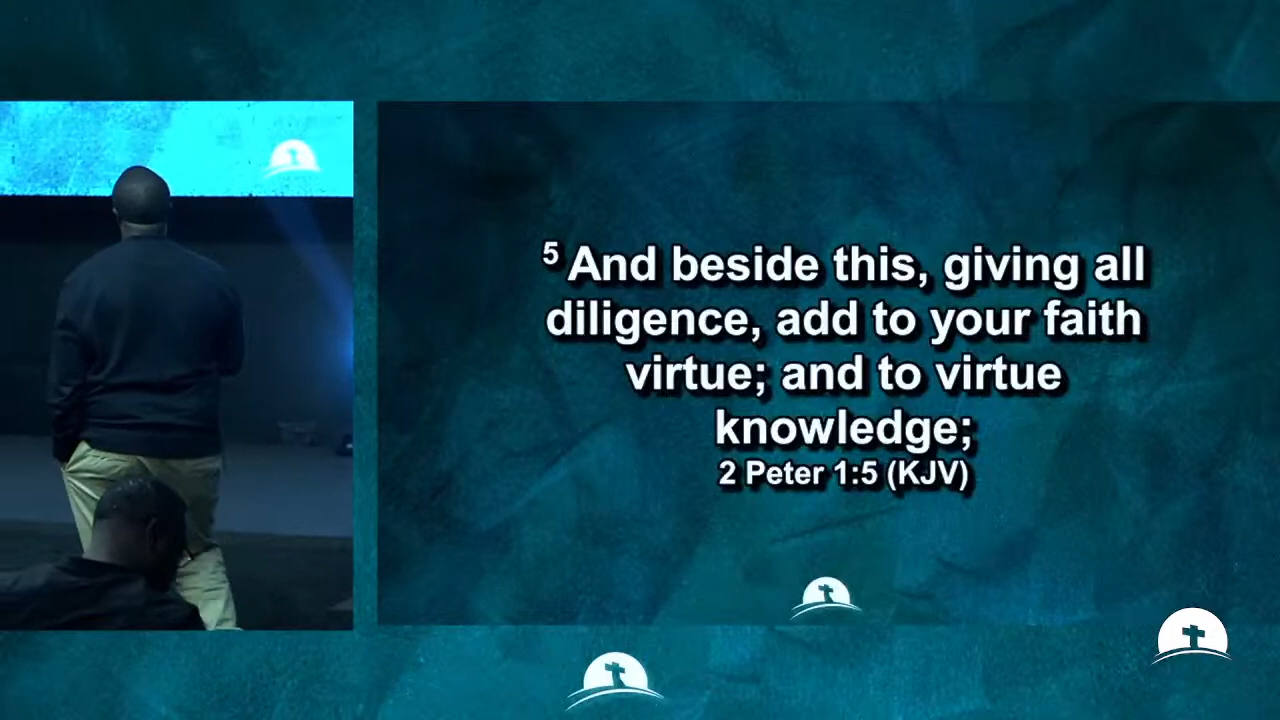 5 And beside this, giving all
diligence, add to your faith
virtue; and to virtue
knowledge;
2 Peter 1:5 (KJV)